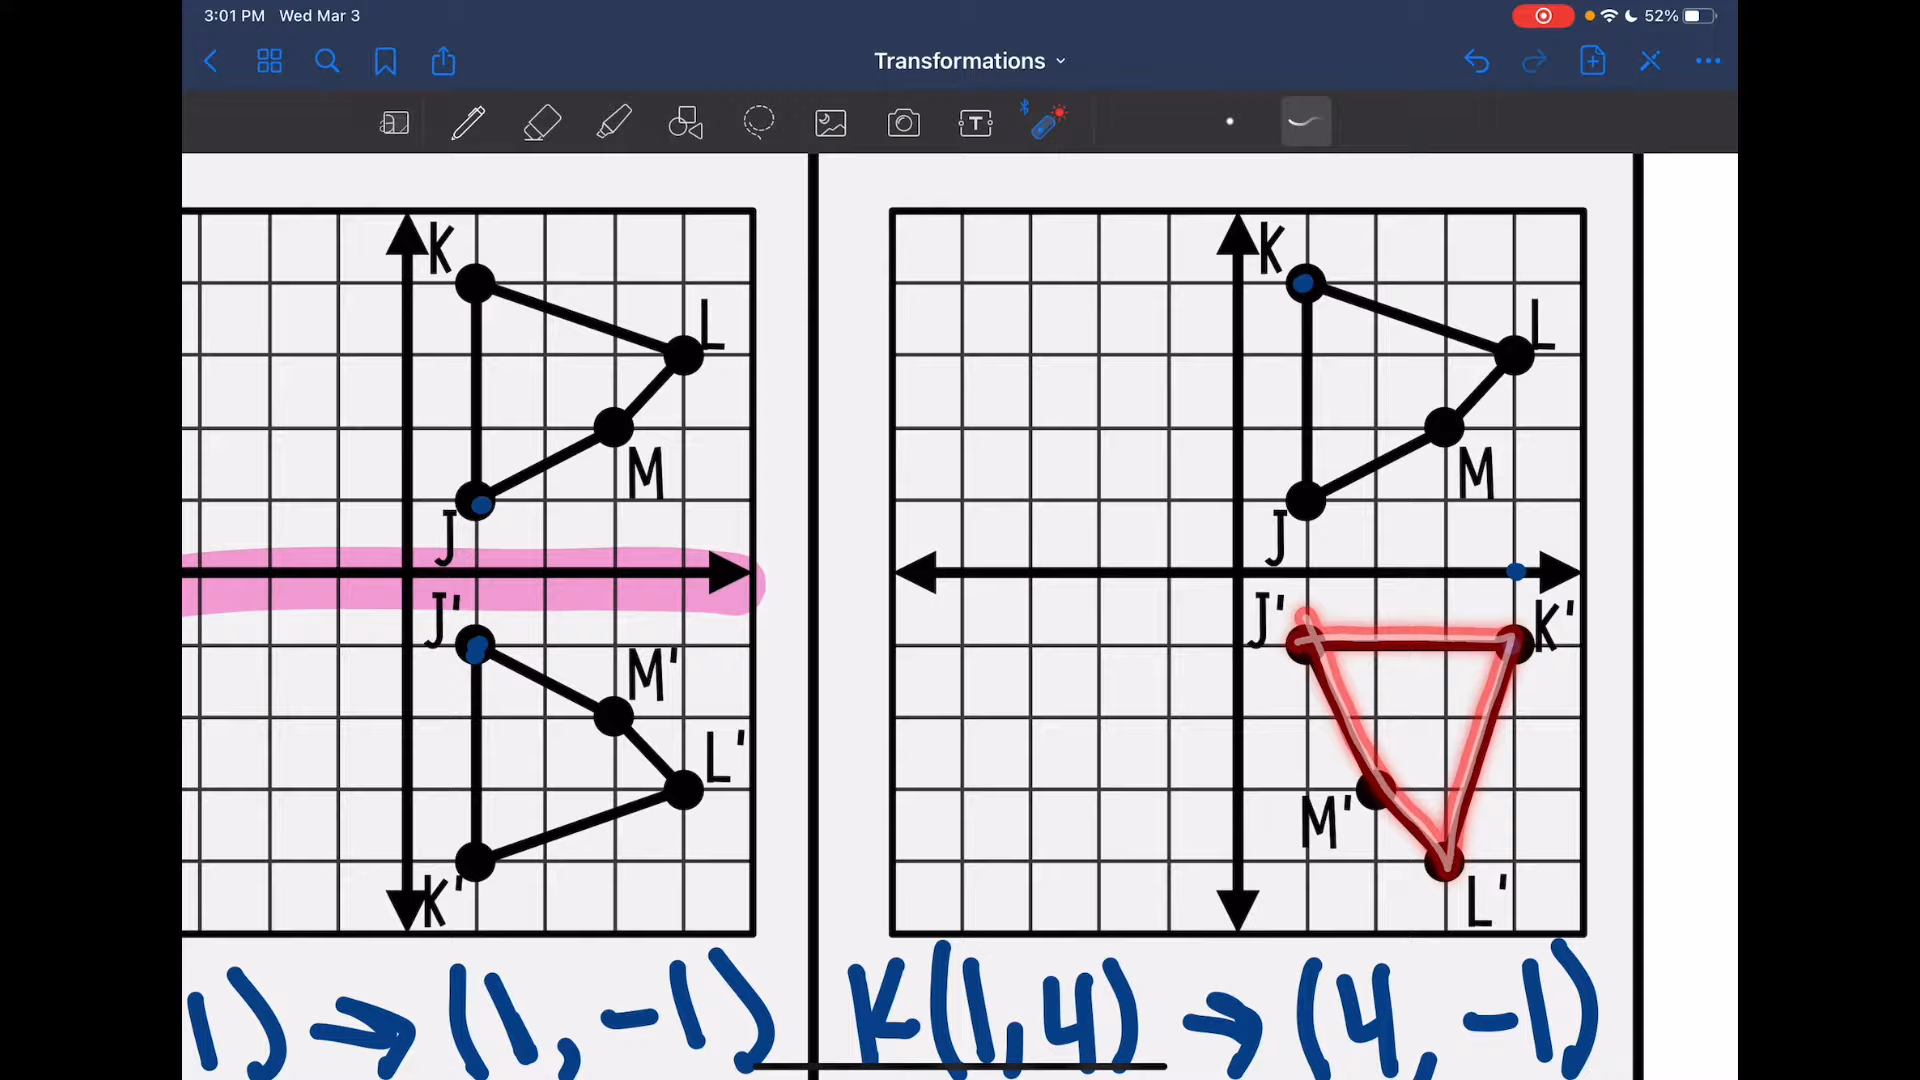 3:01 PM Wed Mar 3
52%
Transformations
T
K
L
M
J
J'
M'
L'
K'
K
L
M
J
J'
K'
M'
L'
1) → (1, -1)
K(1,4) → (4, -1)